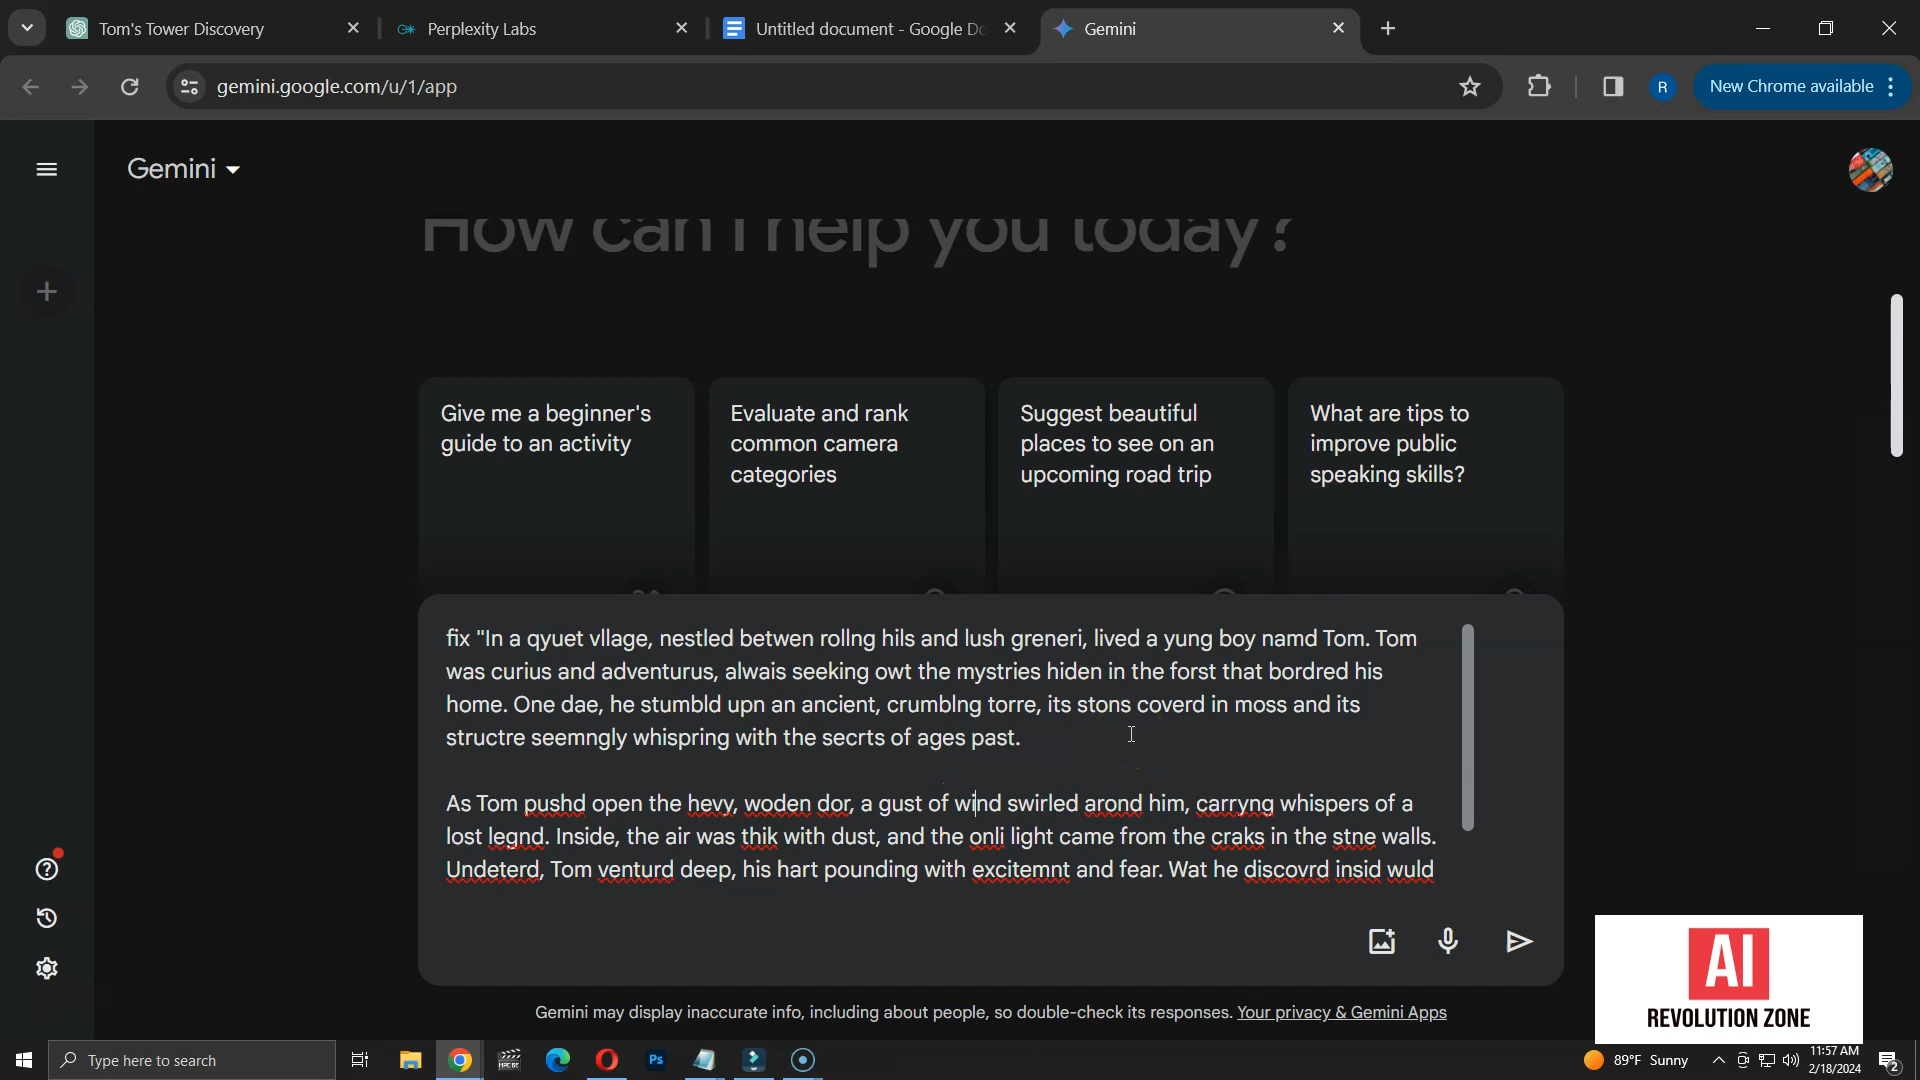 Tom's Tower Discovery
Perplexity Labs
Untitled document - Google Do
Gemini
gemini.google.com/u/1/app
R
New Chrome available
Gemini
How can I help you today?
Give me a beginner's
guide to an activity
Evaluate and rank
common camera
categories
Suggest beautiful
places to see on an
upcoming road trip
What are tips to
improve public
speaking skills?
fix "In a qyuet vllage, nestled betwen rollng hils and lush greneri, lived a yung boy namd Tom. Tom
was curius and adventurus, alwais seeking owt the mystries hiden in the forst that bordred his
home. One dae, he stumbld upn an ancient, crumblng torre, its stons coverd in moss and its
structre seemngly whispring with the secrts of ages past.
As Tom pushd open the hevy, woden dor, a gust of wind swirled arond him, carryng whispers of a
lost legnd. Inside, the air was thik with dust, and the onli light came from the craks in the stne walls.
Undeterd, Tom venturd deep, his hart pounding with excitemnt and fear. Wat he discovrd insid wuld
Gemini may display inaccurate info, including about people, so double-check its responses. Your privacy & Gemini Apps
AI
REVOLUTION ZONE
Type here to search
Ps
89°F Sunny
11:57 AM
2/18/2024
2